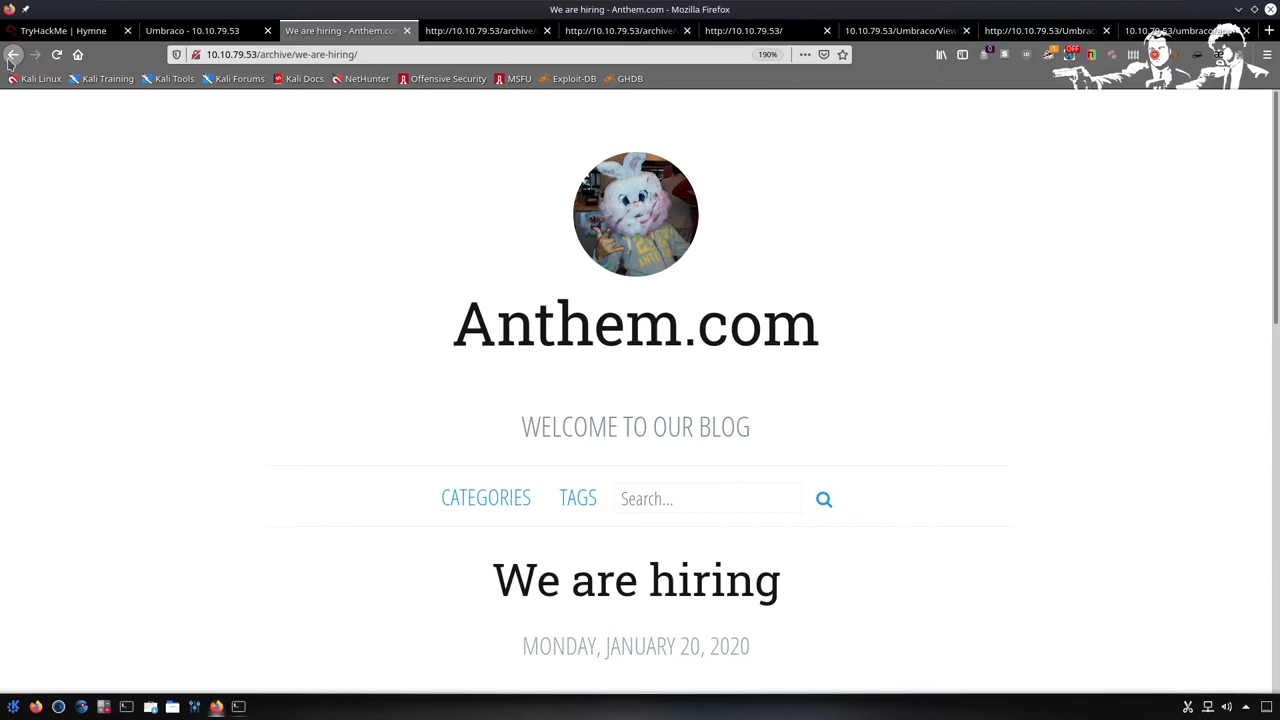 We are hiring - Anthem.com - Mozilla Firefox
TryHackMe | Hymne
Umbraco - 10.10.79.53
We are hiring - Anthem.com
http://10.10.79.53/archive/
http://10.10.79.53/archive/
http://10.10.79.53/
10.10.79.53/Umbraco/View
http://10.10.79.53/Umbrac
10.10.79.53/umbraco
10.10.79.53/archive/we-are-hiring/
190%
OFF
Kali Linux
Kali Training
Kali Tools
Kali Forums
Kali Docs
NetHunter
Offensive Security
MSFU
Exploit-DB
GHDB
Anthem.com
WELCOME TO OUR BLOG
CATEGORIES
TAGS
Search...
We are hiring
MONDAY, JANUARY 20, 2020